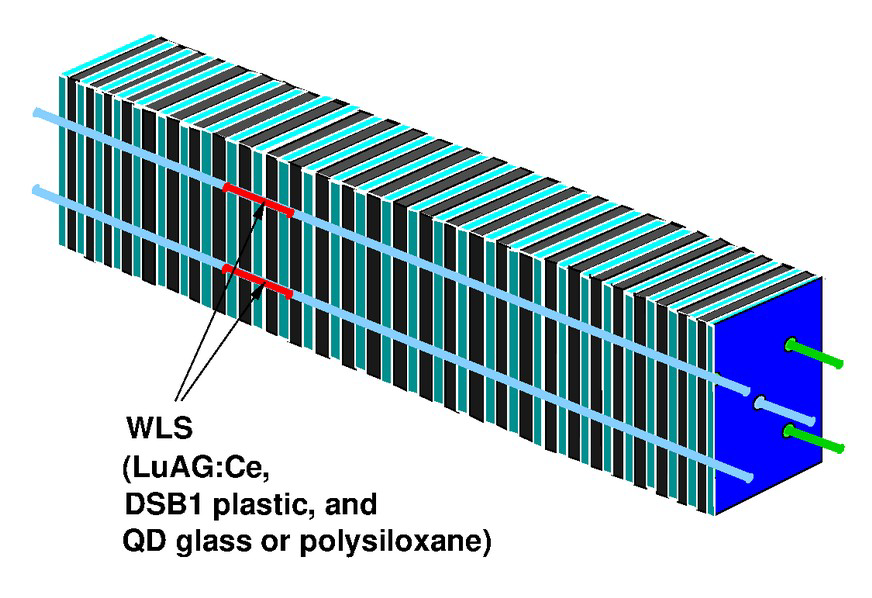 WLS
(LuAG:Ce,
DSB1 plastic, and
QD glass or polysiloxane)